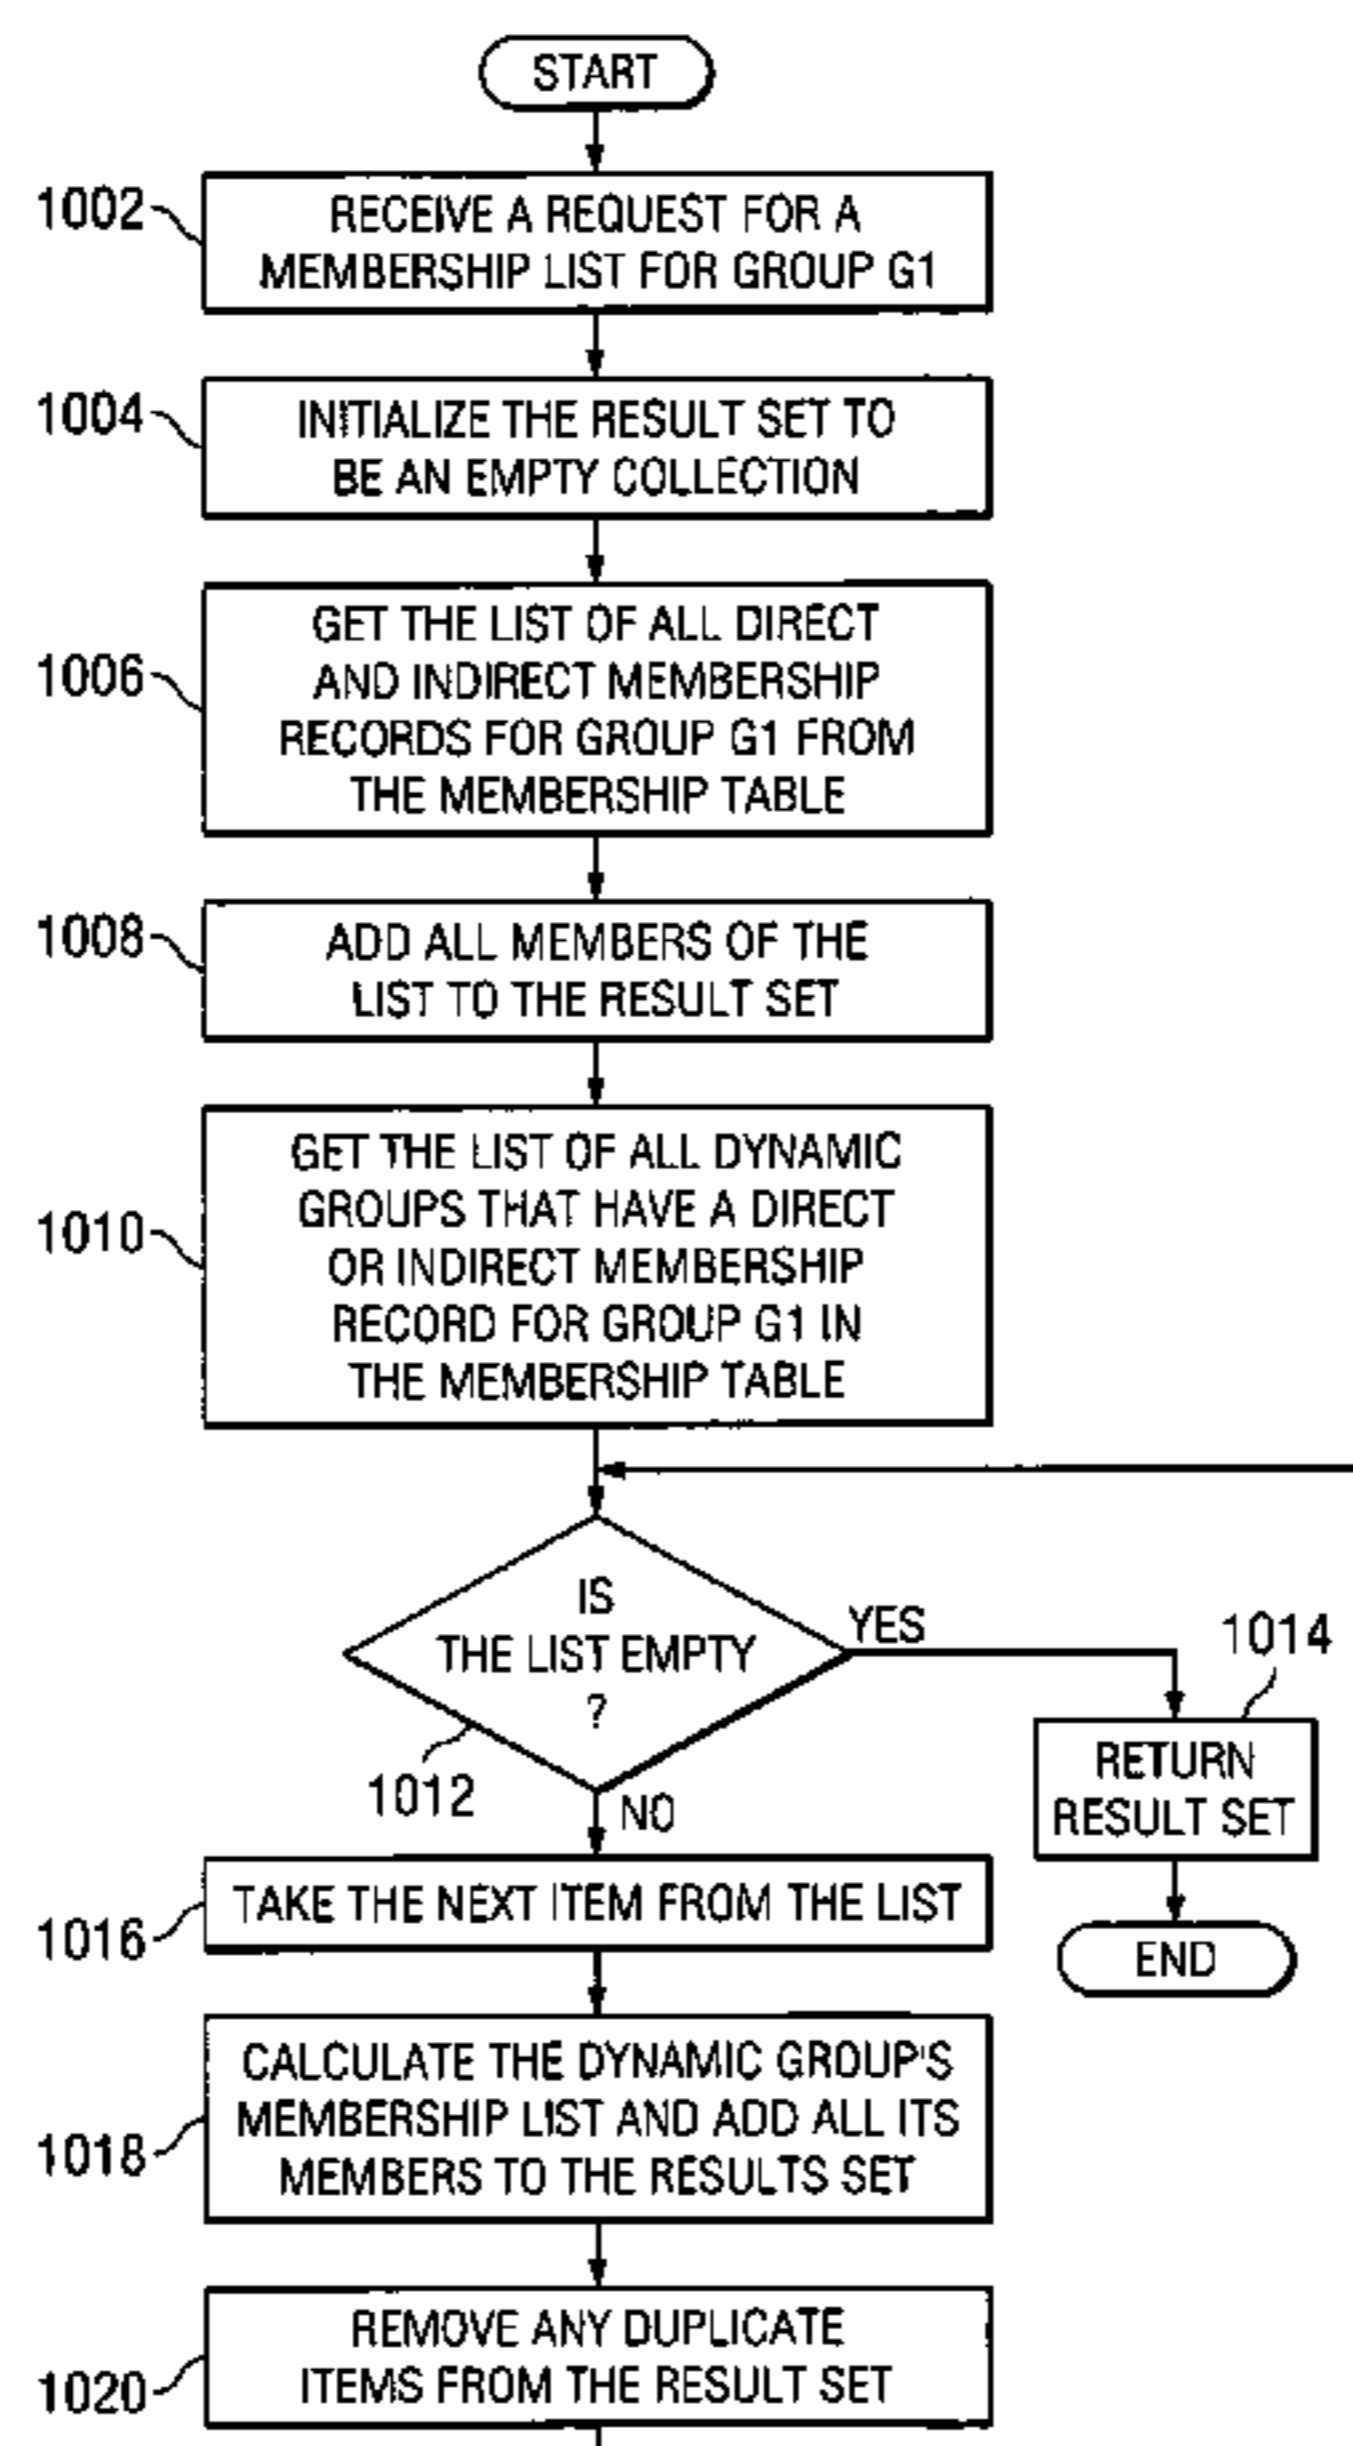 START
1002
RECEIVE A REQUEST FOR A
MEMBERSHIP LIST FOR GROUP G1
1004
INITIALIZE THE RESULT SET TO
BE AN EMPTY COLLECTION
1006
GET THE LIST OF ALL DIRECT
AND INDIRECT MEMBERSHIP
RECORDS FOR GROUP G1 FROM
THE MEMBERSHIP TABLE
1008
ADD ALL MEMBERS OF THE
LIST TO THE RESULT SET
1010
GET THE LIST OF ALL DYNAMIC
GROUPS THAT HAVE A DIRECT
OR INDIRECT MEMBERSHIP
RECORD FOR GROUP G1 IN
THE MEMBERSHIP TABLE
IS
THE LIST EMPTY
?
1012
YES
1014
RETURN
RESULT SET
END
NO
1016
TAKE THE NEXT ITEM FROM THE LIST
1018
CALCULATE THE DYNAMIC GROUP'S
MEMBERSHIP LIST AND ADD ALL ITS
MEMBERS TO THE RESULTS SET
1020
REMOVE ANY DUPLICATE
ITEMS FROM THE RESULT SET